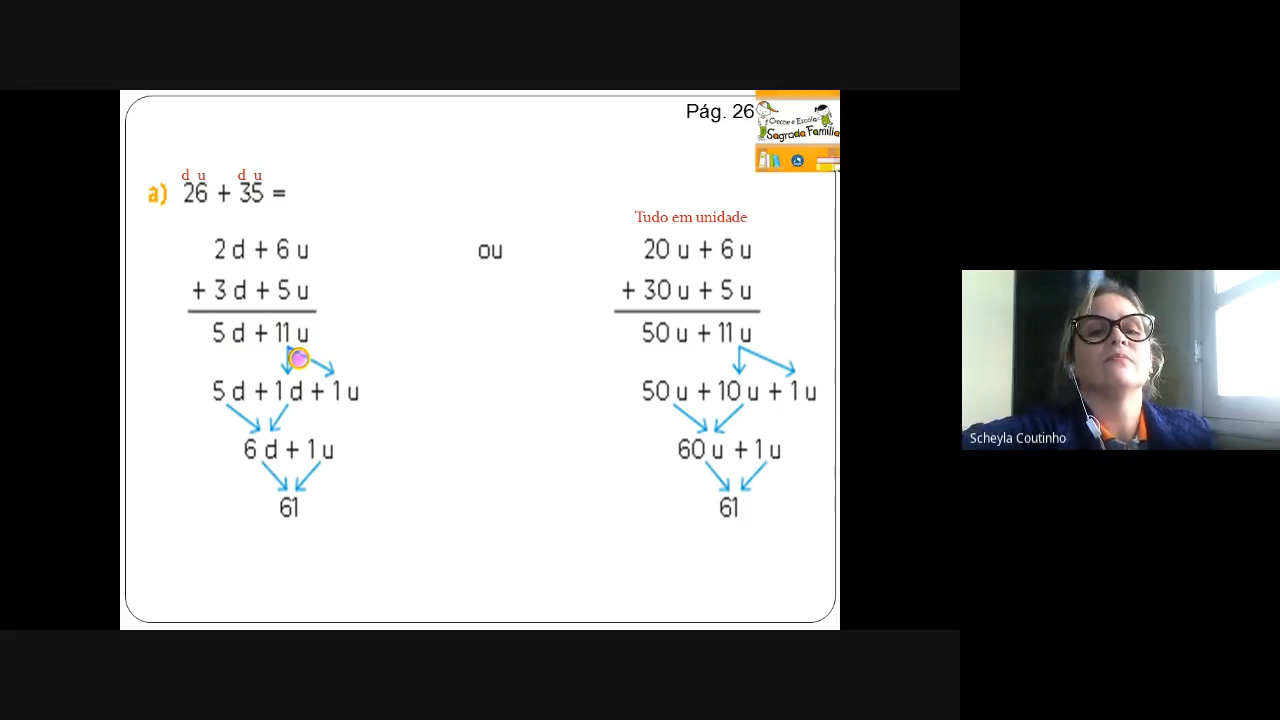 Pág. 26
Creche e Escola
Sagrada Família
d u d u
a) 26 + 35 =
2 d + 6 u
+ 3 d + 5 u
5 d + 11 u
5 d + 1 d + 1 u
6 d + 1 u
61
ou
Tudo em unidade
20 u + 6 u
+ 30 u + 5 u
50 u + 11 u
50 u + 10 u + 1 u
60 u + 1 u
61
Scheyla Coutinho